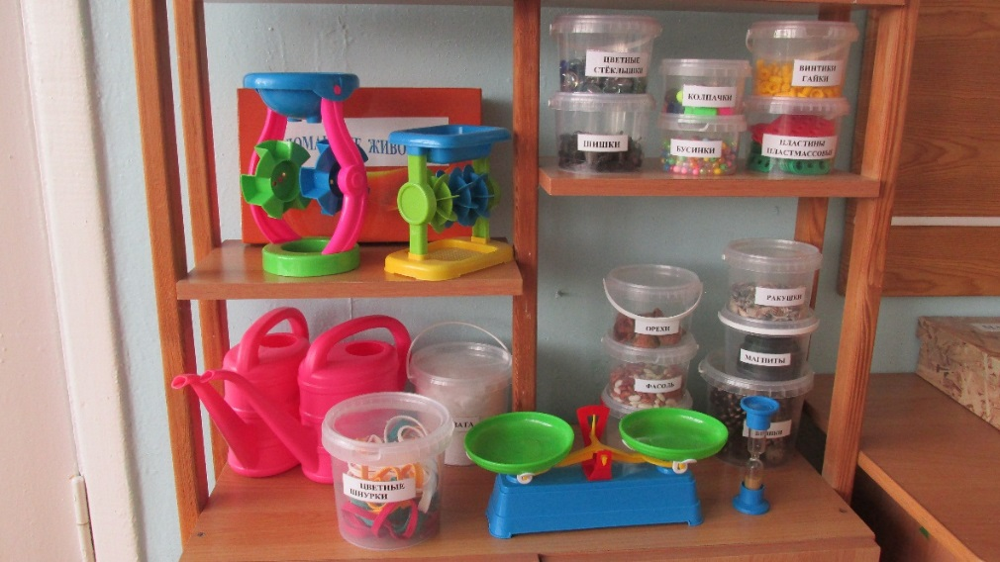 ЦВЕТНЫЕ
СТЁКЛЫШКИ
КОЛПАЧКИ
ВИНТИКИ
ГАЙКИ
ШИШКИ
БУСИНКИ
ПЛАСТИНЫ
ПЛАСТМАССОВЫЕ
РАКУШКИ
ОРЕХИ
МАГНИТЫ
ФАСОЛЬ
ЦВЕТНЫЕ
ШНУРКИ